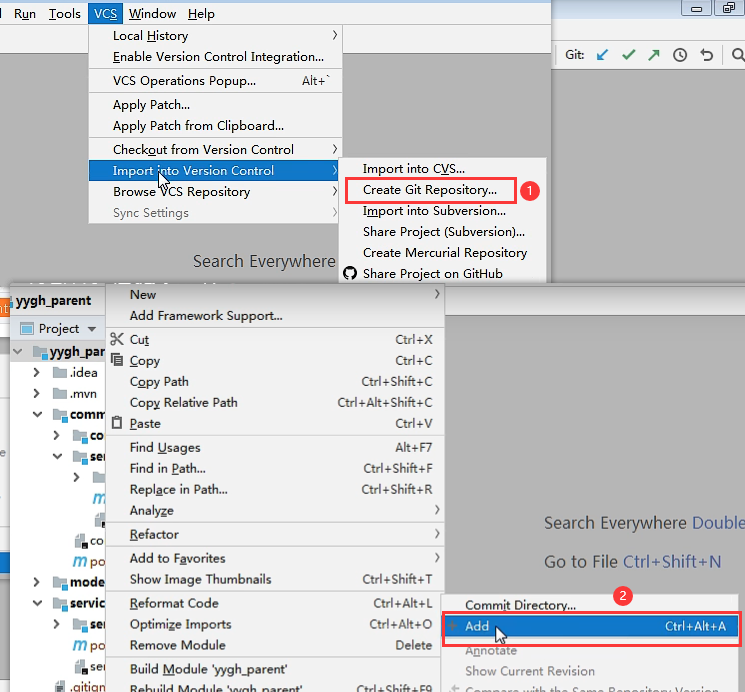 Run Tools VCS Window Help
Local History
Enable Version Control Integration...
VCS Operations Popup... Alt+`
Apply Patch...
Apply Patch from Clipboard...
Checkout from Version Control
Import into Version Control
Browse VCS Repository
Sync Settings
Git:
Import into CVS...
Create Git Repository... 1
Import into Subversion...
Share Project (Subversion)...
Create Mercurial Repository
Share Project on GitHub
Search Everywhere
yygh_parent
Project
yygh_par
.idea
.mvn
comm
co
se
m
co
m po
mode
servic
m po
se
.gitign
New
Add Framework Support...
Cut Ctrl+X
Copy Ctrl+C
Copy Path Ctrl+Shift+C
Copy Relative Path Ctrl+Alt+Shift+C
Paste Ctrl+V
Find Usages Alt+F7
Find in Path... Ctrl+Shift+F
Replace in Path... Ctrl+Shift+R
Analyze
Refactor
Add to Favorites
Show Image Thumbnails Ctrl+Shift+T
Reformat Code Ctrl+Alt+L
Optimize Imports Ctrl+Alt+O
Remove Module Delete
Build Module 'yygh_parent'
Rebuild Module 'yygh_parent' Ctrl+Shift+F9
Search Everywhere Double
Go to File Ctrl+Shift+N
2
Commit Directory...
Add Ctrl+Alt+A
Annotate
Show Current Revision
Compare with the Same Repository Version